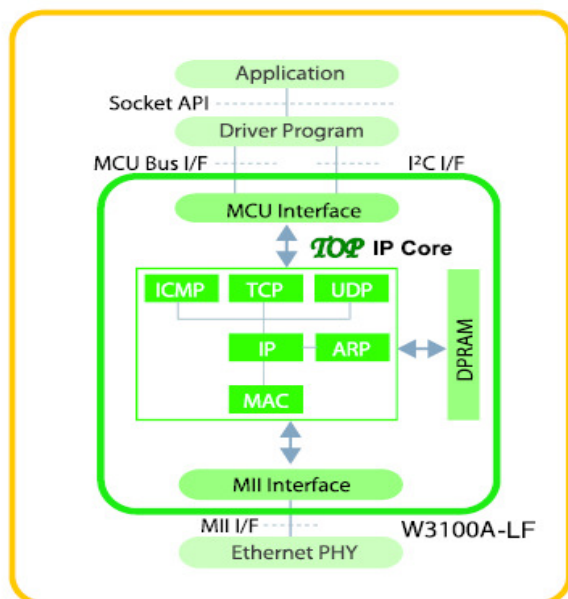 Application
Socket API
Driver Program
MCU Bus I/F
I²C I/F
MCU Interface
TOP IP Core
ICMP
TCP
UDP
IP
ARP
MAC
DPRAM
MII Interface
MII I/F
W3100A-LF
Ethernet PHY